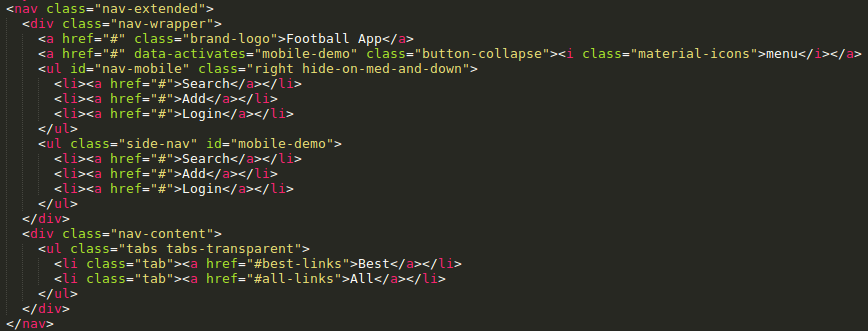 <nav class="nav-extended">
<div class="nav-wrapper">
<a href="#" class="brand-logo">Football App</a>
<a href="#" data-activates="mobile-demo" class="button-collapse"><i class="material-icons">menu</i></a>
<ul id="nav-mobile" class="right hide-on-med-and-down">
<li><a href="#">Search</a></li>
<li><a href="#">Add</a></li>
<li><a href="#">Login</a></li>
</ul>
<ul class="side-nav" id="mobile-demo">
<li><a href="#">Search</a></li>
<li><a href="#">Add</a></li>
<li><a href="#">Login</a></li>
</ul>
</div>
<div class="nav-content">
<ul class="tabs tabs-transparent">
<li class="tab"><a href="#best-links">Best</a></li>
<li class="tab"><a href="#all-links">All</a></li>
</ul>
</div>
</nav>